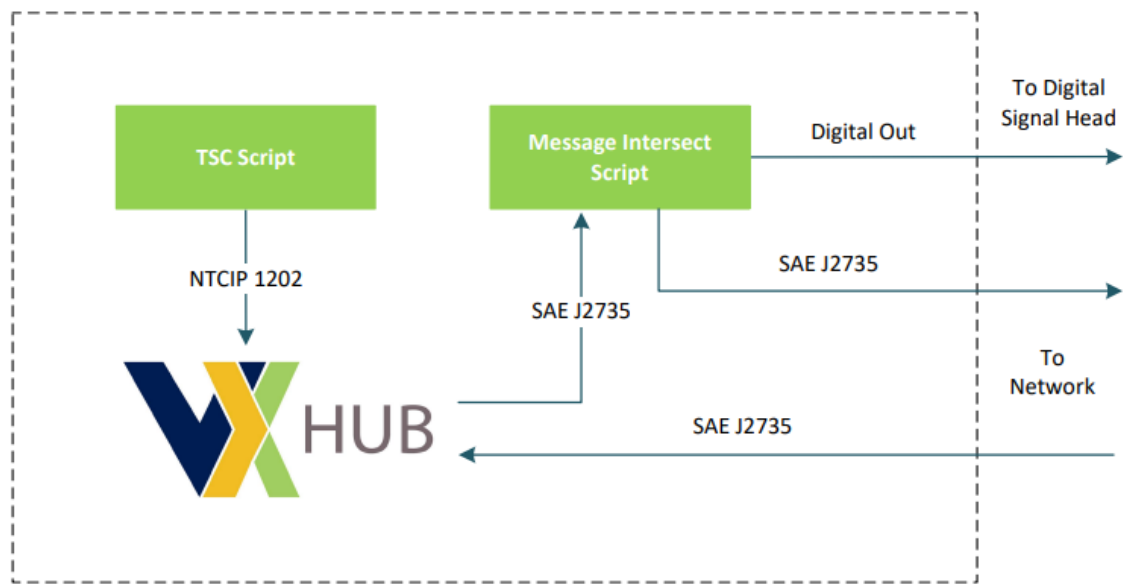 To Digital
Signal Head
TSC Script
Message Intersect
Script
Digital Out
NTCIP 1202
SAE J2735
SAE J2735
To
Network
VX HUB
SAE J2735